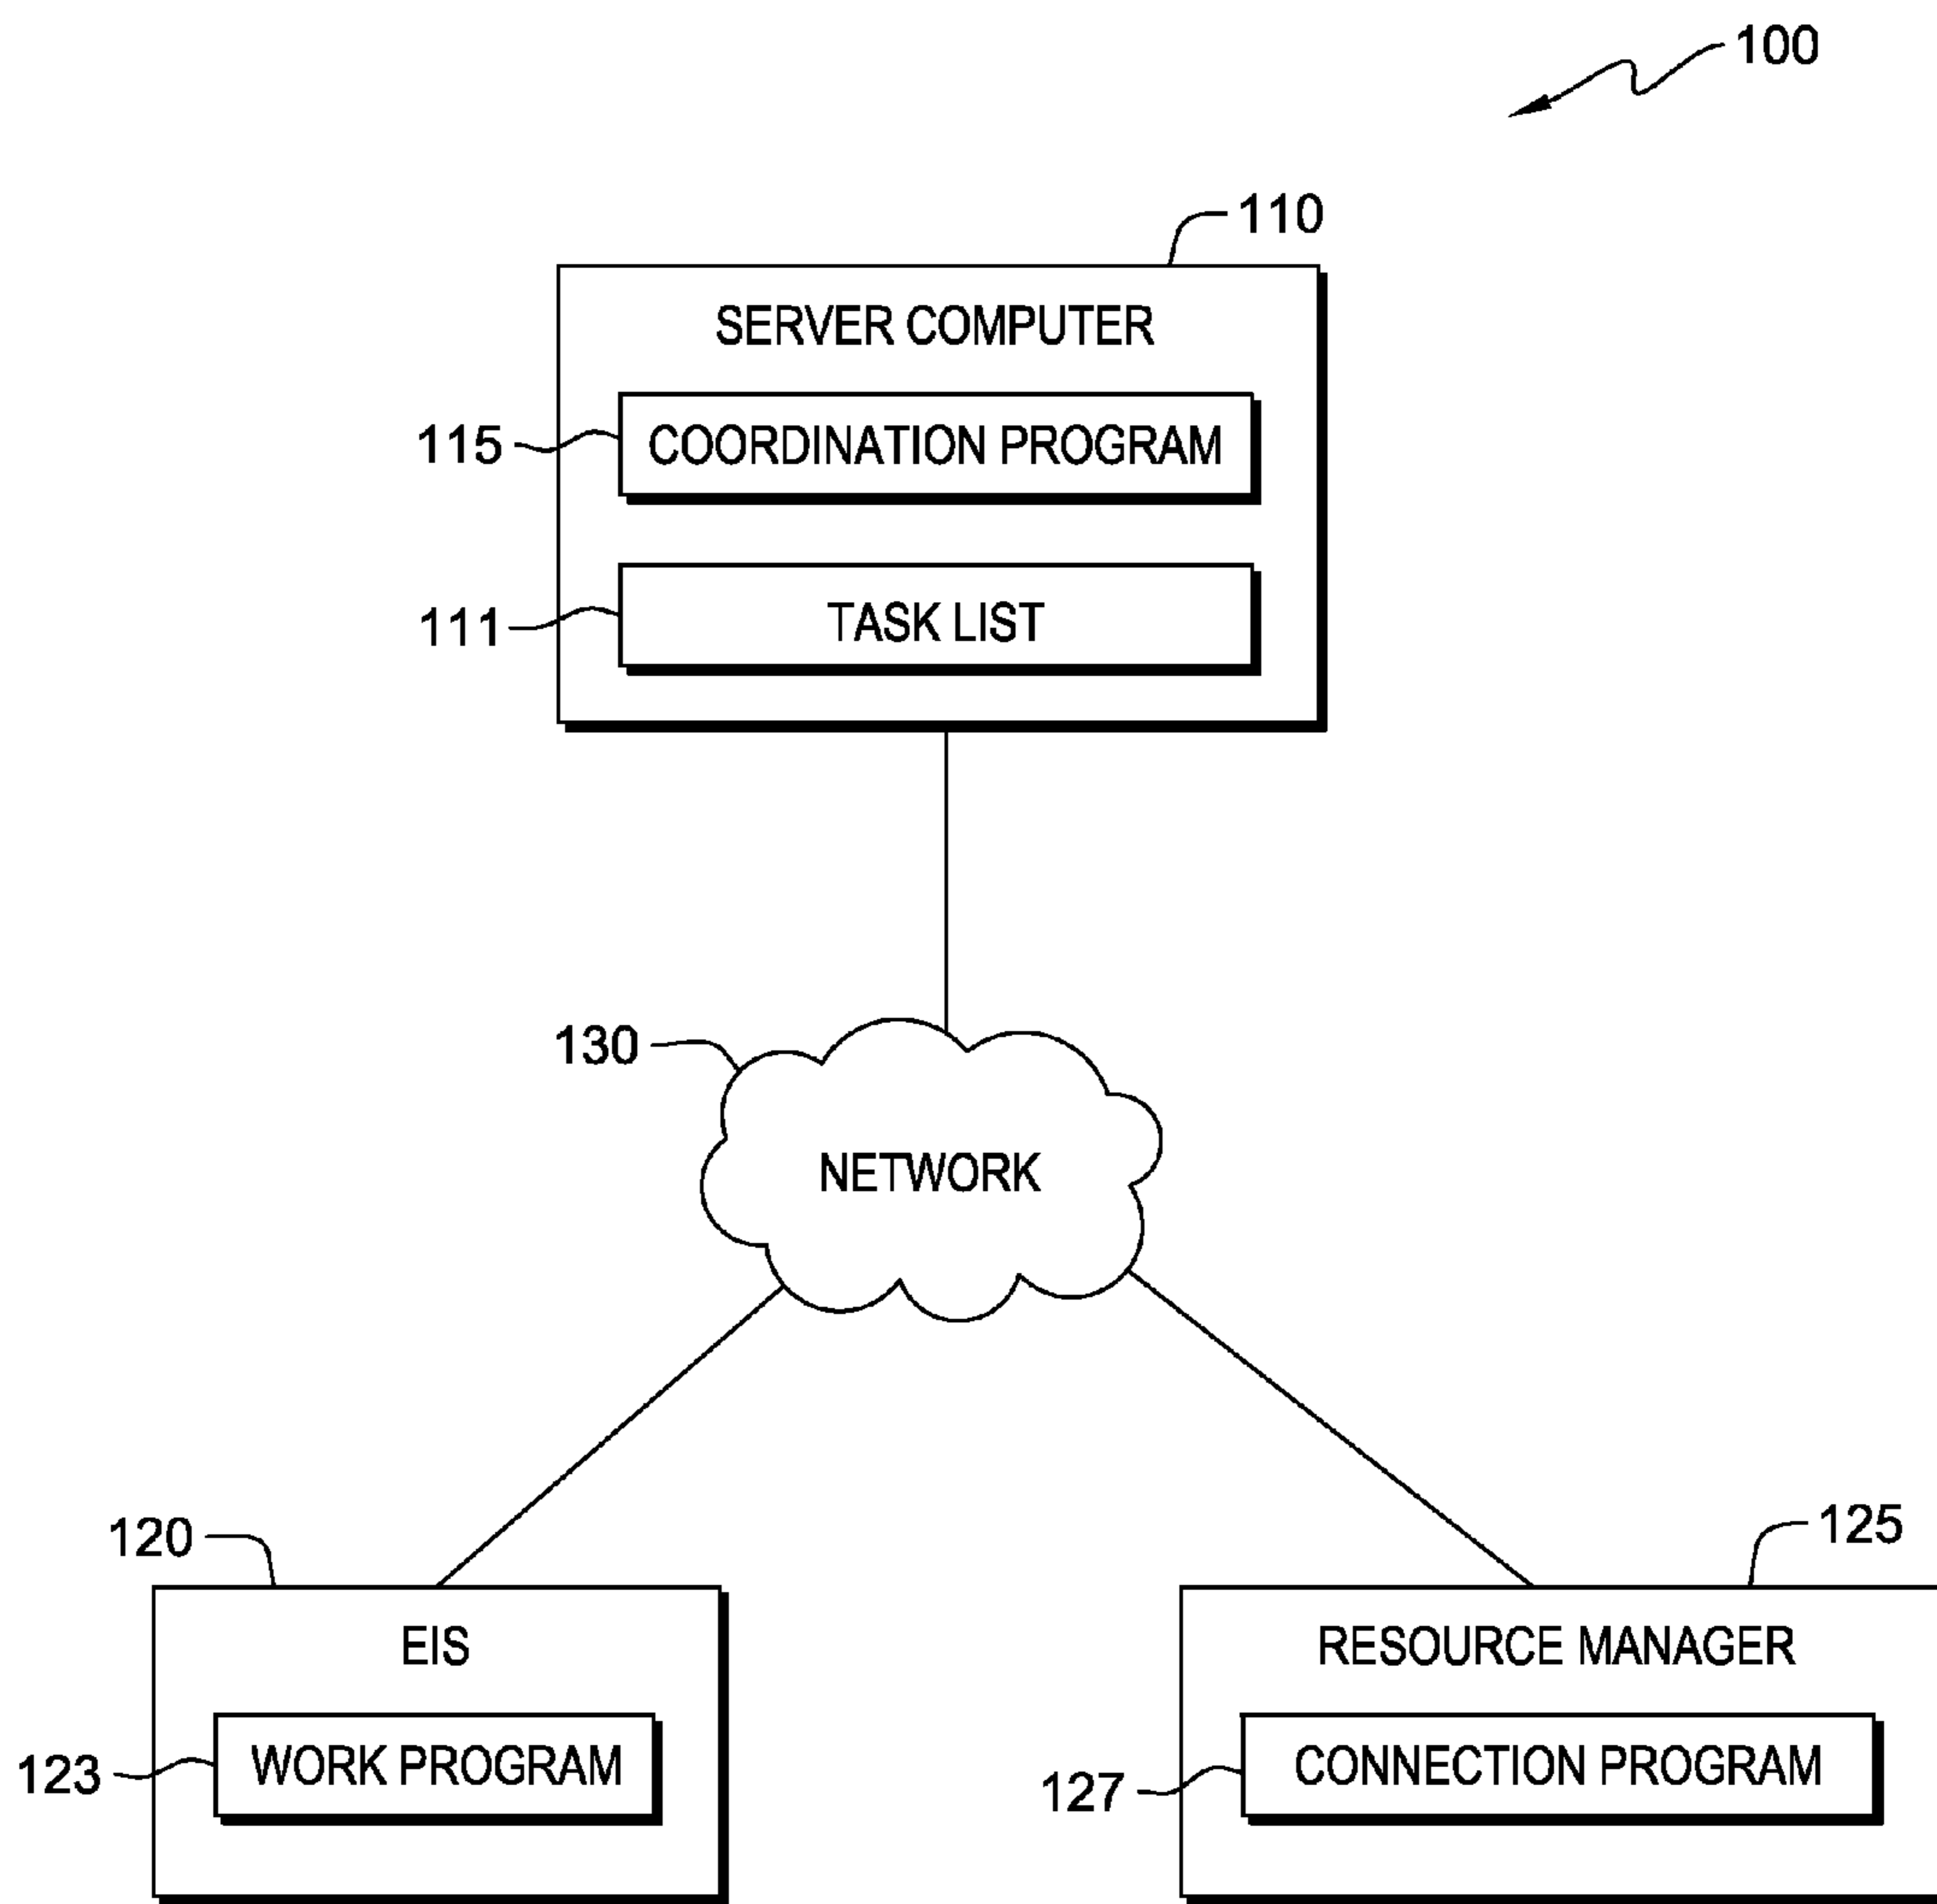 100
110
SERVER COMPUTER
115
COORDINATION PROGRAM
111
TASK LIST
130
NETWORK
120
125
EIS
RESOURCE MANAGER
123
WORK PROGRAM
127
CONNECTION PROGRAM